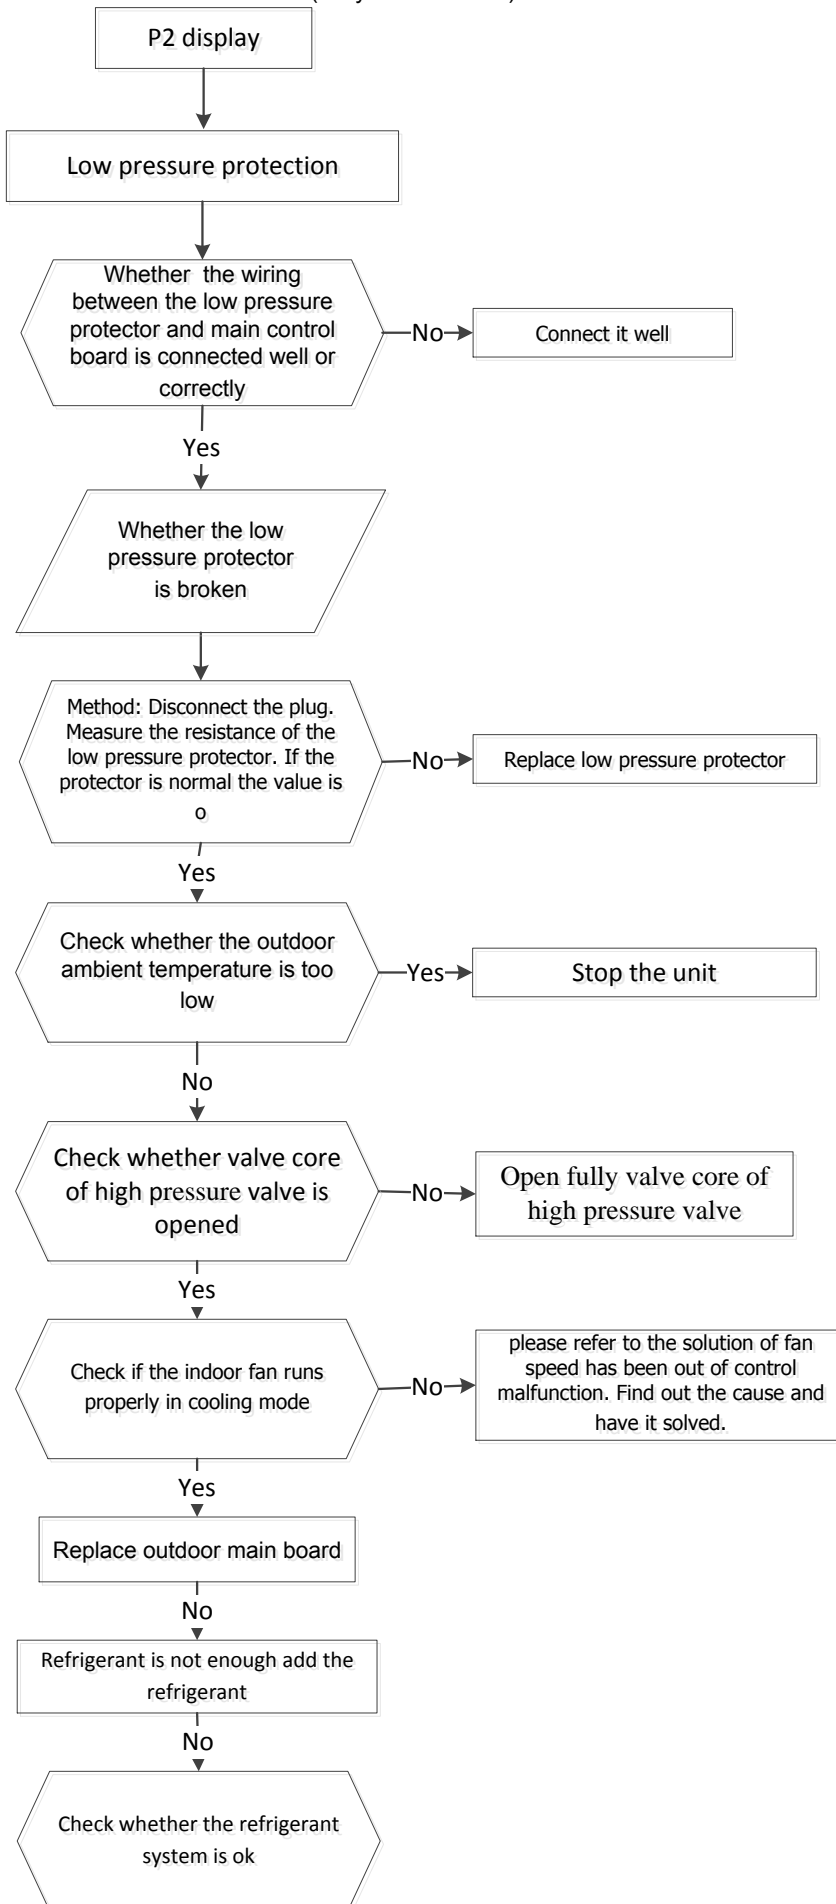 P2 display
Low pressure protection
Whether the wiring
between the low pressure
protector and main control
board is connected well or
correctly
No
Connect it well
Yes
Whether the low
pressure protector
is broken
Method: Disconnect the plug.
Measure the resistance of the
low pressure protector. If the
protector is normal the value is
o
No
Replace low pressure protector
Yes
Check whether the outdoor
ambient temperature is too
low
Yes
Stop the unit
No
Check whether valve core
of high pressure valve is
opened
No
Open fully valve core of
high pressure valve
Yes
Check if the indoor fan runs
properly in cooling mode
No
please refer to the solution of fan
speed has been out of control
malfunction. Find out the cause and
have it solved.
Yes
Replace outdoor main board
No
Refrigerant is not enough add the
refrigerant
No
Check whether the refrigerant
system is ok